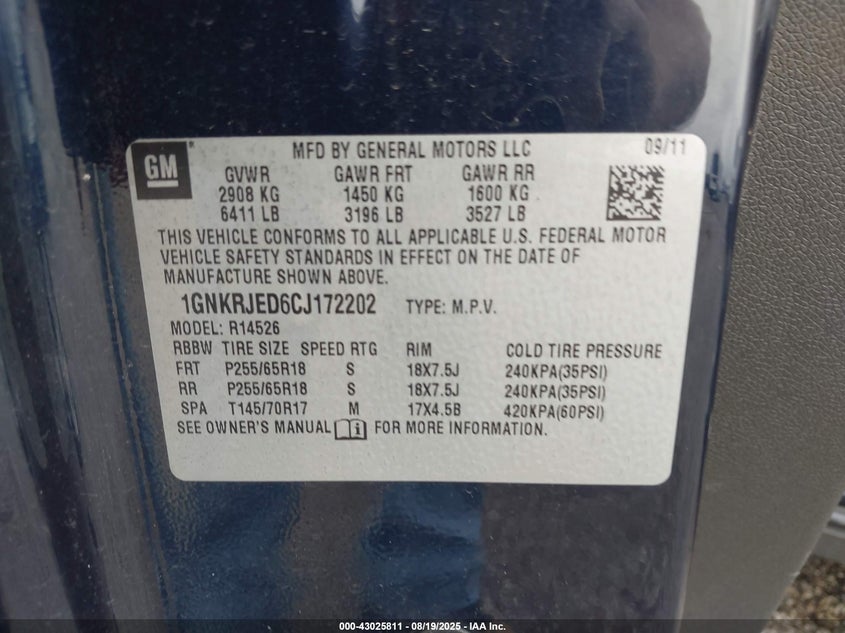 GM
MFD BY GENERAL MOTORS LLC 09/11
GVWR GAWR FRT GAWR RR
2908 KG 1450 KG 1600 KG
6411 LB 3196 LB 3527 LB
THIS VEHICLE CONFORMS TO ALL APPLICABLE U.S. FEDERAL MOTOR
VEHICLE SAFETY STANDARDS IN EFFECT ON THE DATE OF
MANUFACTURE SHOWN ABOVE.
1GNKRJED6CJ172202 TYPE: M.P.V.
MODEL: R14526
RBBW TIRE SIZE SPEED RTG RIM COLD TIRE PRESSURE
FRT P255/65R18 S 18X7.5J 240KPA(35PSI)
RR P255/65R18 S 18X7.5J 240KPA(35PSI)
SPA T145/70R17 M 17X4.5B 420KPA(60PSI)
SEE OWNER'S MANUAL FOR MORE INFORMATION.
000-43025811 - 08/19/2025 - IAA Inc.